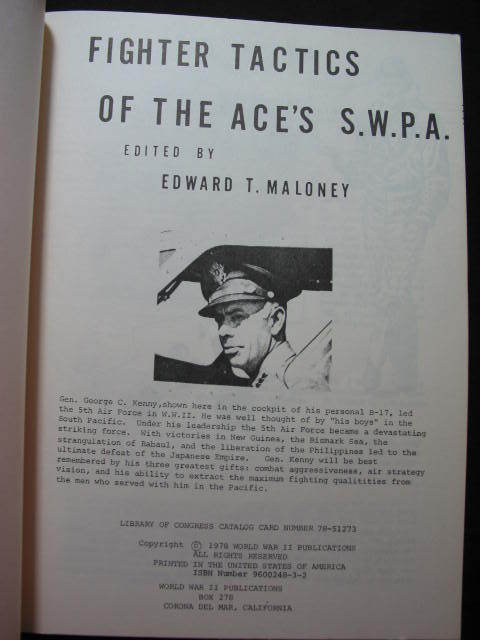 FIGHTER TACTICS
OF THE ACE'S S.W.P.A.
EDITED BY
EDWARD T. MALONEY
Gen. George C. Kenny,shown here in the cockpit of his personal B-17, led
the 5th Air Force in W.W.II. He was well thought of by "his boys" in the
South Pacific. Under his leadership the 5th Air Force became a devastating
striking force. With victories in New Guinea, the Bismark Sea, the
strangulation of Rabaul, and the liberation of the Philippines led to the
ultimate defeat of the Japanese Empire. Gen. Kenny will be best
remembered by his three greatest gifts: combat aggressiveness, air strategy
vision, and his ability to extract the maximum fighting qualitities from
the men who served with him in the Pacific.
LIBRARY OF CONGRESS CATALOG CARD NUMBER 78-51273
Copyright © 1978 WORLD WAR II PUBLICATIONS
ALL RIGHTS RESERVED
PRINTED IN THE UNITED STATES OF AMERICA
ISBN Number 9600248-3-2
WORLD WAR II PUBLICATIONS
BOX 278
CORONA DEL MAR, CALIFORNIA